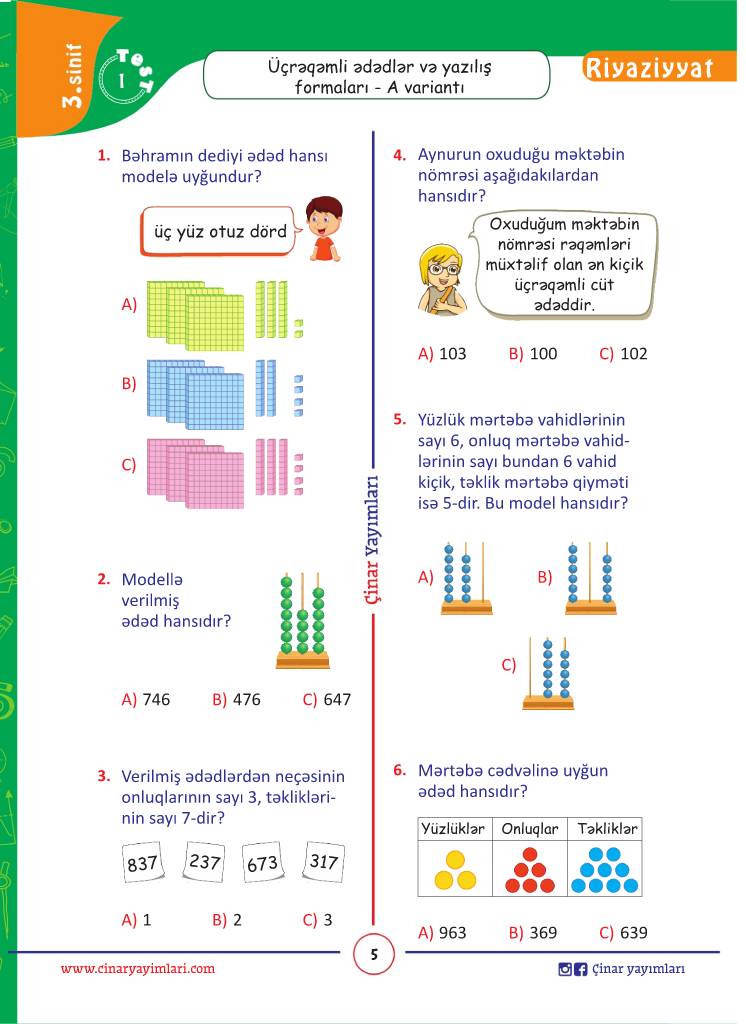 3.sinif
Test
1
Üçrəqəmli ədədlər və yazılış
formaları - A variantı
Riyaziyyat
1. Bəhramın dediyi ədəd hansı
modelə uyğundur?
üç yüz otuz dörd
A)
B)
C)
2. Modellə
verilmiş
ədəd hansıdır?
A) 746 B) 476 C) 647
3. Verilmiş ədədlərdən neçəsinin
onluqlarının sayı 3, təklikləri-
nin sayı 7-dir?
837 237 673 317
A) 1 B) 2 C) 3
Çinar Yayımları
4. Aynurun oxuduğu məktəbin
nömrəsi aşağıdakılardan
hansıdır?
Oxuduğum məktəbin
nömrəsi rəqəmləri
müxtəlif olan ən kiçik
üçrəqəmli cüt
ədəddir.
A) 103 B) 100 C) 102
5. Yüzlük mərtəbə vahidlərinin
sayı 6, onluq mərtəbə vahid-
lərinin sayı bundan 6 vahid
kiçik, təklik mərtəbə qiyməti
isə 5-dir. Bu model hansıdır?
A) B)
C)
6. Mərtəbə cədvəlinə uyğun
ədəd hansıdır?
Yüzlüklər Onluqlar Təkliklər
A) 963 B) 369 C) 639
www.cinaryayimlari.com
5
Çinar yayımları